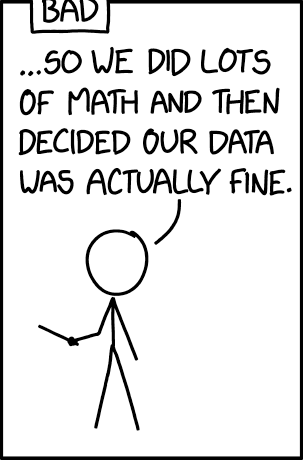 BAD
...SO WE DID LOTS
OF MATH AND THEN
DECIDED OUR DATA
WAS ACTUALLY FINE.